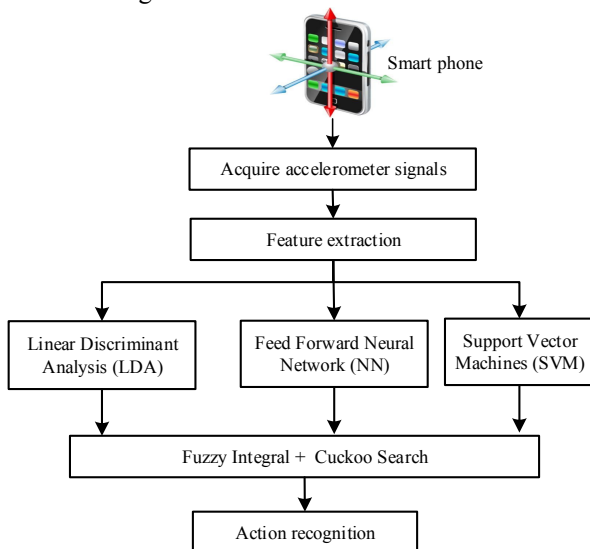 Smart phone
Acquire accelerometer signals
Feature extraction
Linear Discriminant
Analysis (LDA)
Feed Forward Neural
Network (NN)
Support Vector
Machines (SVM)
Fuzzy Integral + Cuckoo Search
Action recognition